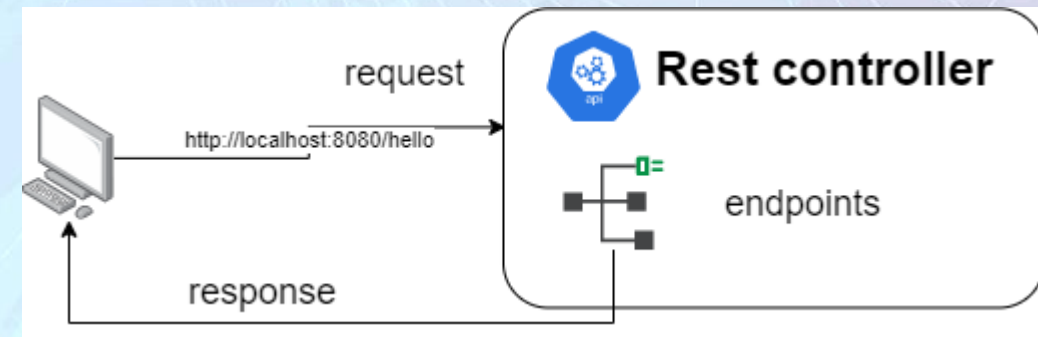 request
Rest controller
api
http://localhost:8080/hello
endpoints
response